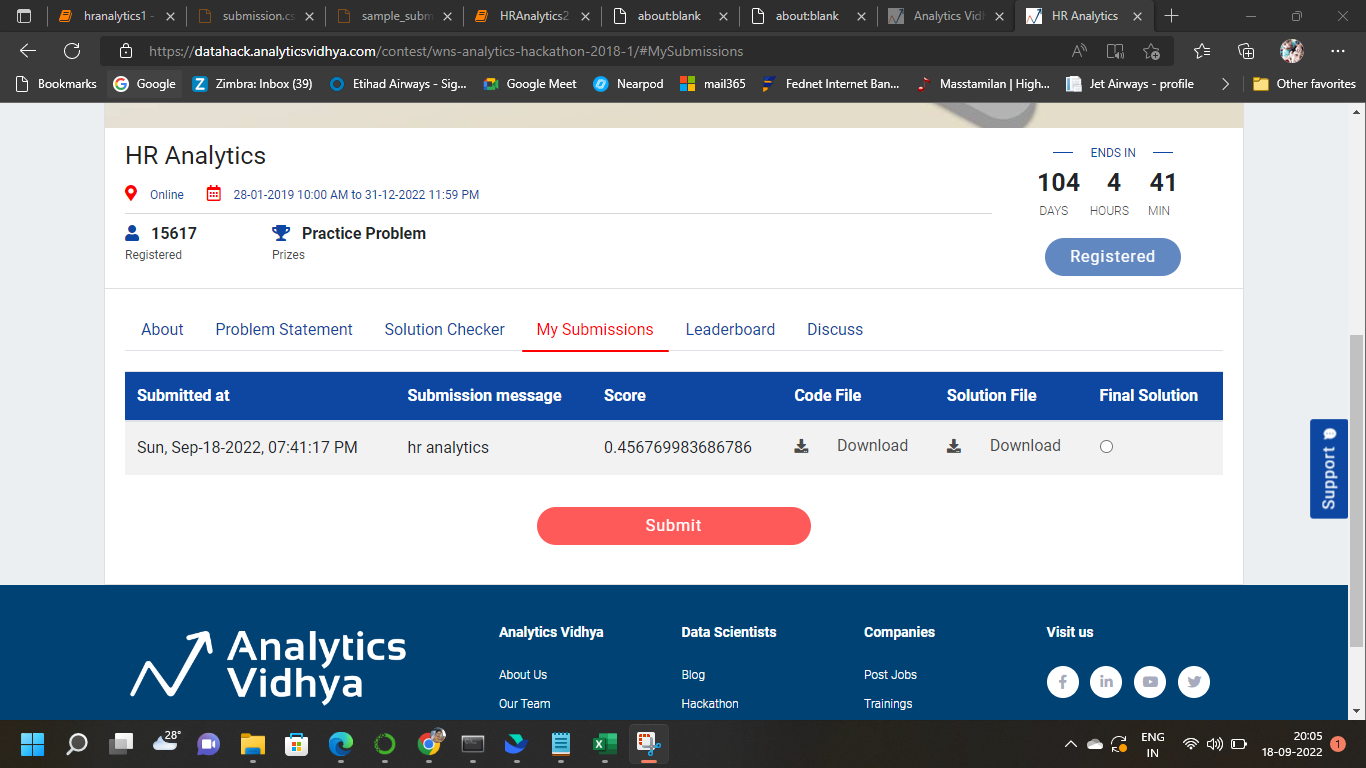 hranalytics1 -
submission.cs
sample_subm
HRAnalytics2
about:blank
about:blank
Analytics Vidh
HR Analytics
https://datahack.analyticsvidhya.com/contest/wns-analytics-hackathon-2018-1/#MySubmissions
Bookmarks
Google
Zimbra: Inbox (39)
Etihad Airways - Sig...
Google Meet
Nearpod
mail365
Fednet Internet Ban...
Masstamilan | High...
Jet Airways - profile
Other favorites
HR Analytics
Online 28-01-2019 10:00 AM to 31-12-2022 11:59 PM
15617 Practice Problem
Registered Prizes
ENDS IN
104 4 41
DAYS HOURS MIN
Registered
About Problem Statement Solution Checker My Submissions Leaderboard Discuss
Submitted at Submission message Score Code File Solution File Final Solution
Sun, Sep-18-2022, 07:41:17 PM hr analytics 0.456769983686786 Download Download
Submit
Support
Analytics
Vidhya
Analytics Vidhya Data Scientists Companies Visit us
About Us Blog Post Jobs
Our Team Hackathon Trainings
28°
ENG
IN
20:05
18-09-2022
1